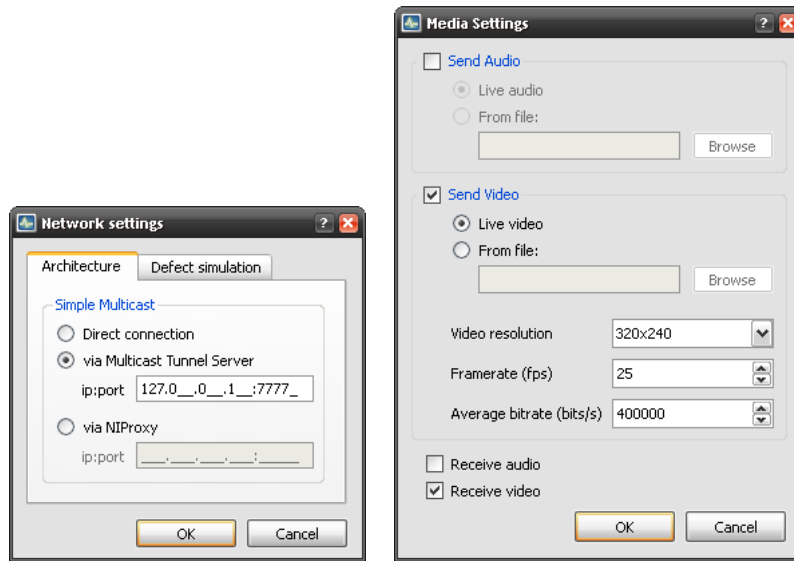 Network settings
Architecture Defect simulation
Simple Multicast
Direct connection
via Multicast Tunnel Server
ip:port 127.0__.0__.1__:7777_
via NIProxy
ip:port ___.___.___.___:_____
OK Cancel
Media Settings
Send Audio
Live audio
From file:
Browse
Send Video
Live video
From file:
Browse
Video resolution 320x240
Framerate (fps) 25
Average bitrate (bits/s) 400000
Receive audio
Receive video
OK Cancel